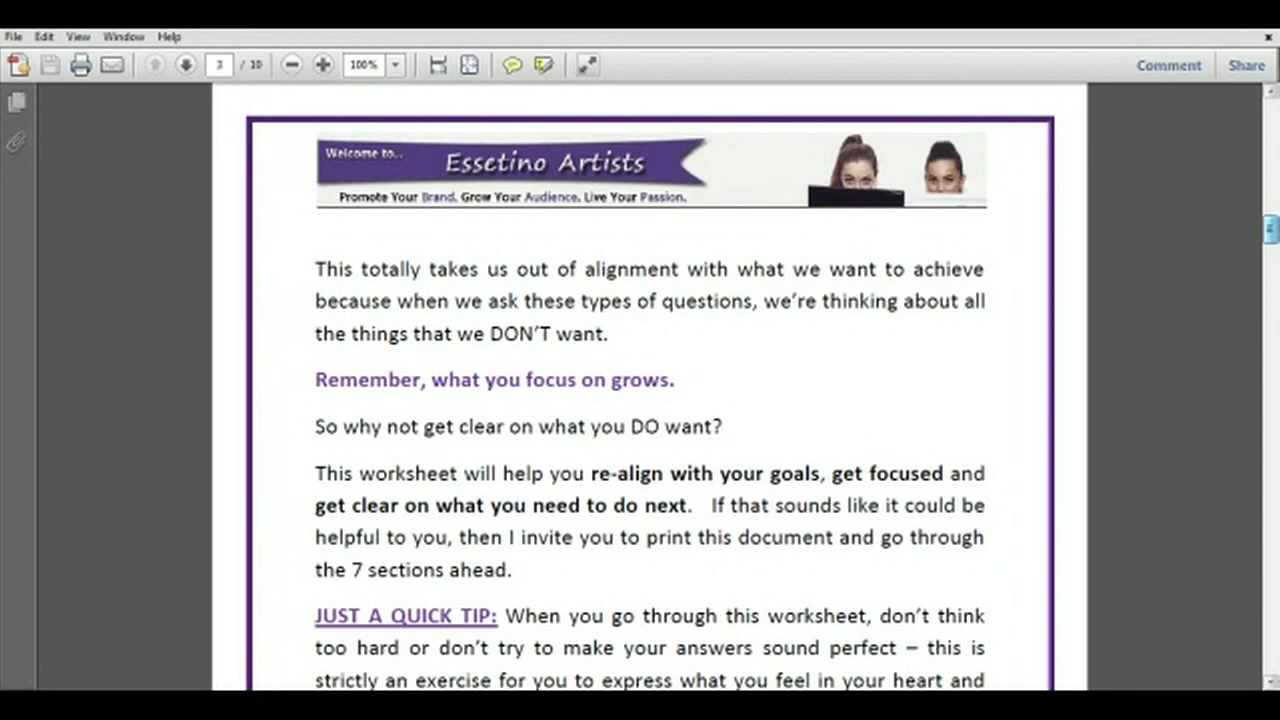 File Edit View Window Help x
3 / 10 100% Comment Share
Welcome to..
Essetino Artists
Promote Your Brand. Grow Your Audience. Live Your Passion.
This totally takes us out of alignment with what we want to achieve
because when we ask these types of questions, we're thinking about all
the things that we DON'T want.
Remember, what you focus on grows.
So why not get clear on what you DO want?
This worksheet will help you re-align with your goals, get focused and
get clear on what you need to do next. If that sounds like it could be
helpful to you, then I invite you to print this document and go through
the 7 sections ahead.
JUST A QUICK TIP: When you go through this worksheet, don't think
too hard or don't try to make your answers sound perfect – this is
strictly an exercise for you to express what you feel in your heart and